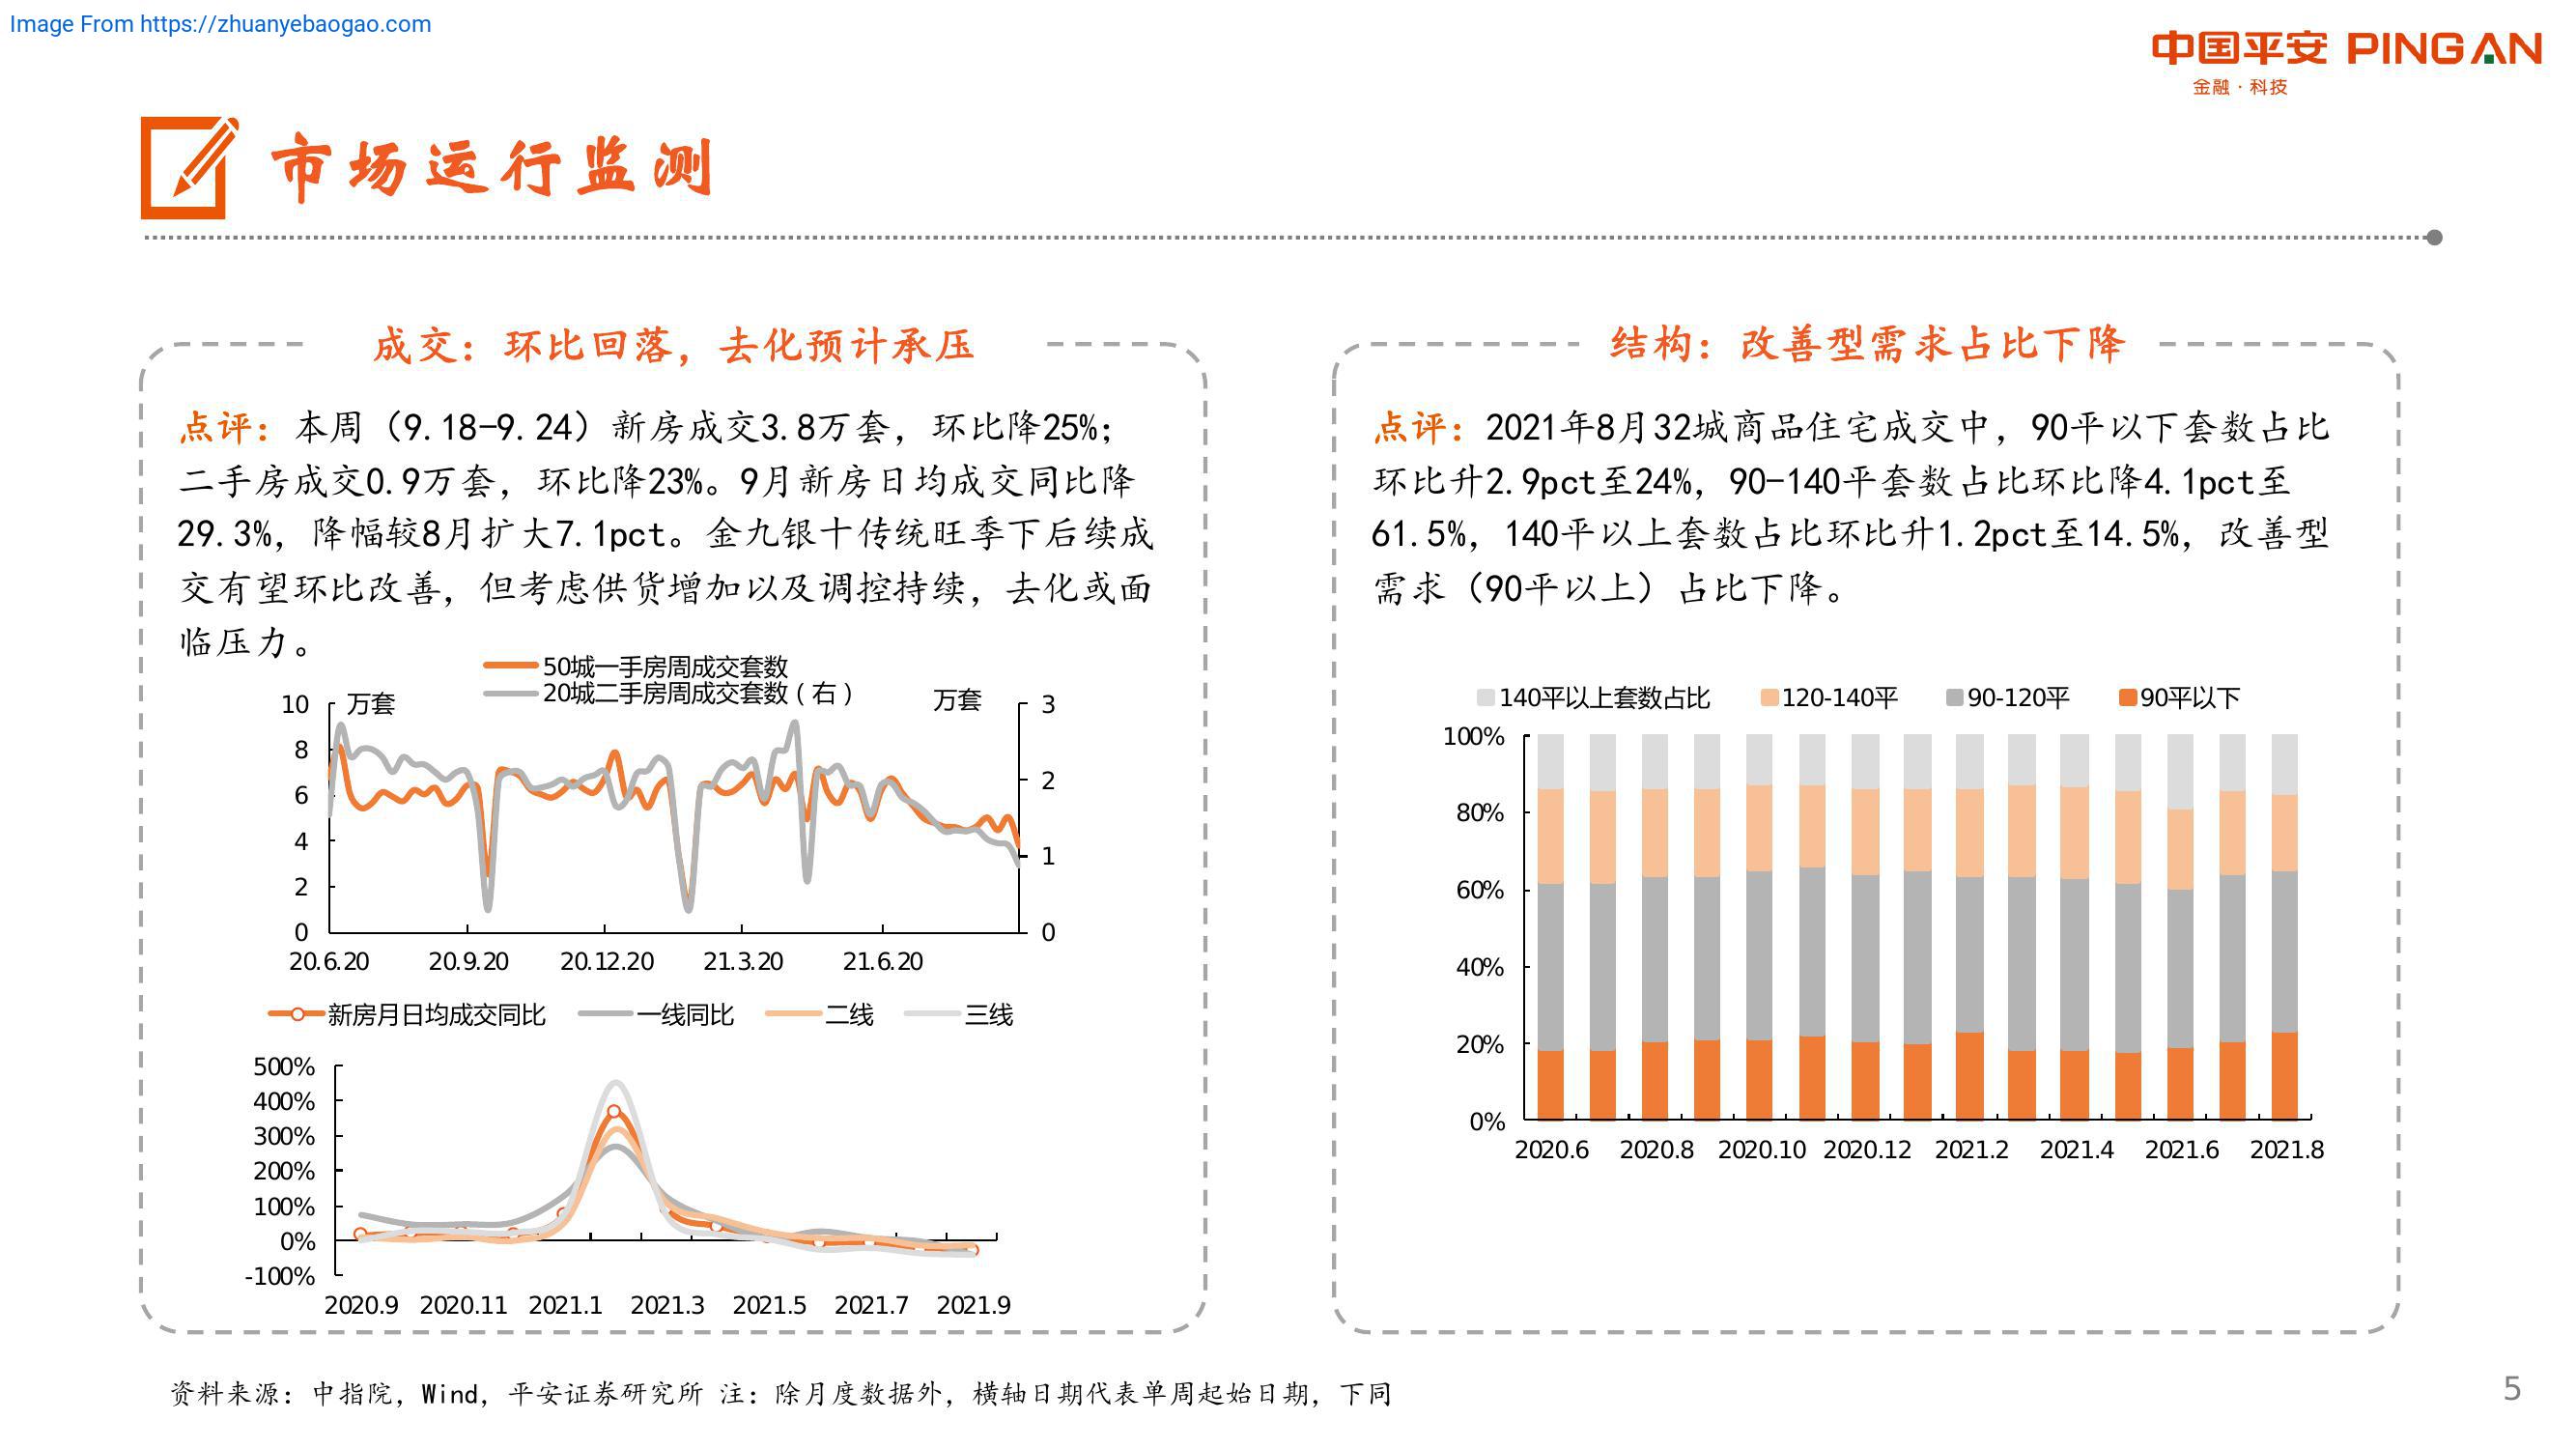 Image From https://zhuanyebaogao.com
中国平安 PINGAN
金融·科技
市场运行监测
成交：环比回落，去化预计承压
点评：本周（9.18-9.24）新房成交3.8万套，环比降25%；
二手房成交0.9万套，环比降23%。9月新房日均成交同比降
29.3%，降幅较8月扩大7.1pct。金九银十传统旺季下后续成
交有望环比改善，但考虑供货增加以及调控持续，去化或面
临压力。
50城一手房周成交套数
20城二手房周成交套数（右）
万套
万套
10
8
6
4
2
0
3
2
1
0
20.6.20 20.9.20 20.12.20 21.3.20 21.6.20
新房月日均成交同比 一线同比 二线 三线
500%
400%
300%
200%
100%
0%
-100%
2020.9 2020.11 2021.1 2021.3 2021.5 2021.7 2021.9
结构：改善型需求占比下降
点评：2021年8月32城商品住宅成交中，90平以下套数占比
环比升2.9pct至24%，90-140平套数占比环比降4.1pct至
61.5%，140平以上套数占比环比升1.2pct至14.5%，改善型
需求（90平以上）占比下降。
140平以上套数占比 120-140平 90-120平 90平以下
100%
80%
60%
40%
20%
0%
2020.6 2020.8 2020.10 2020.12 2021.2 2021.4 2021.6 2021.8
资料来源：中指院，Wind，平安证券研究所 注：除月度数据外，横轴日期代表单周起始日期，下同
5